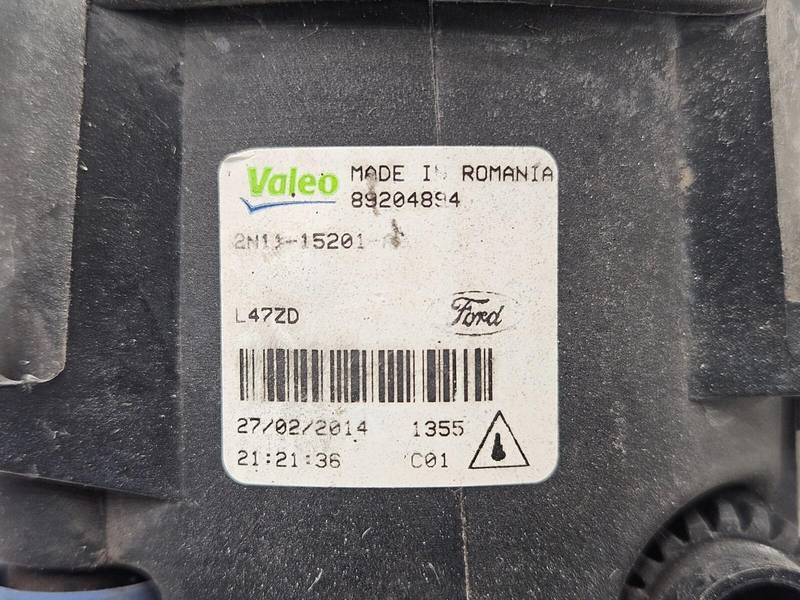 Valeo MADE IN ROMANIA
89204894
2N11-15201-A
L47ZD
Ford
27/02/2014 1355
21:21:36 C01